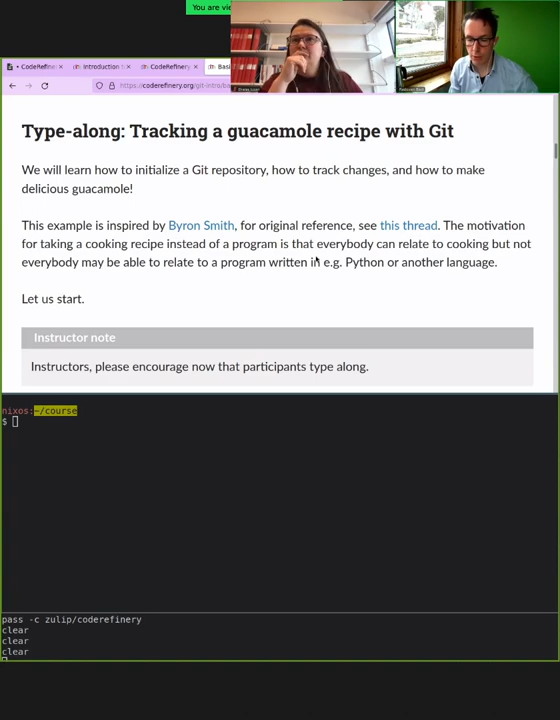 You are vie
CodeRefine
Introduction t
CodeRefinery
Bas
https://coderefinery.org/git-intro/ba
Type-along: Tracking a guacamole recipe with Git
We will learn how to initialize a Git repository, how to track changes, and how to make
delicious guacamole!
This example is inspired by Byron Smith, for original reference, see this thread. The motivation
for taking a cooking recipe instead of a program is that everybody can relate to cooking but not
everybody may be able to relate to a program written in e.g. Python or another language.
Let us start.
Instructor note
Instructors, please encourage now that participants type along.
nixos:~/course
$
pass -c zulip/coderefinery
clear
clear
clear